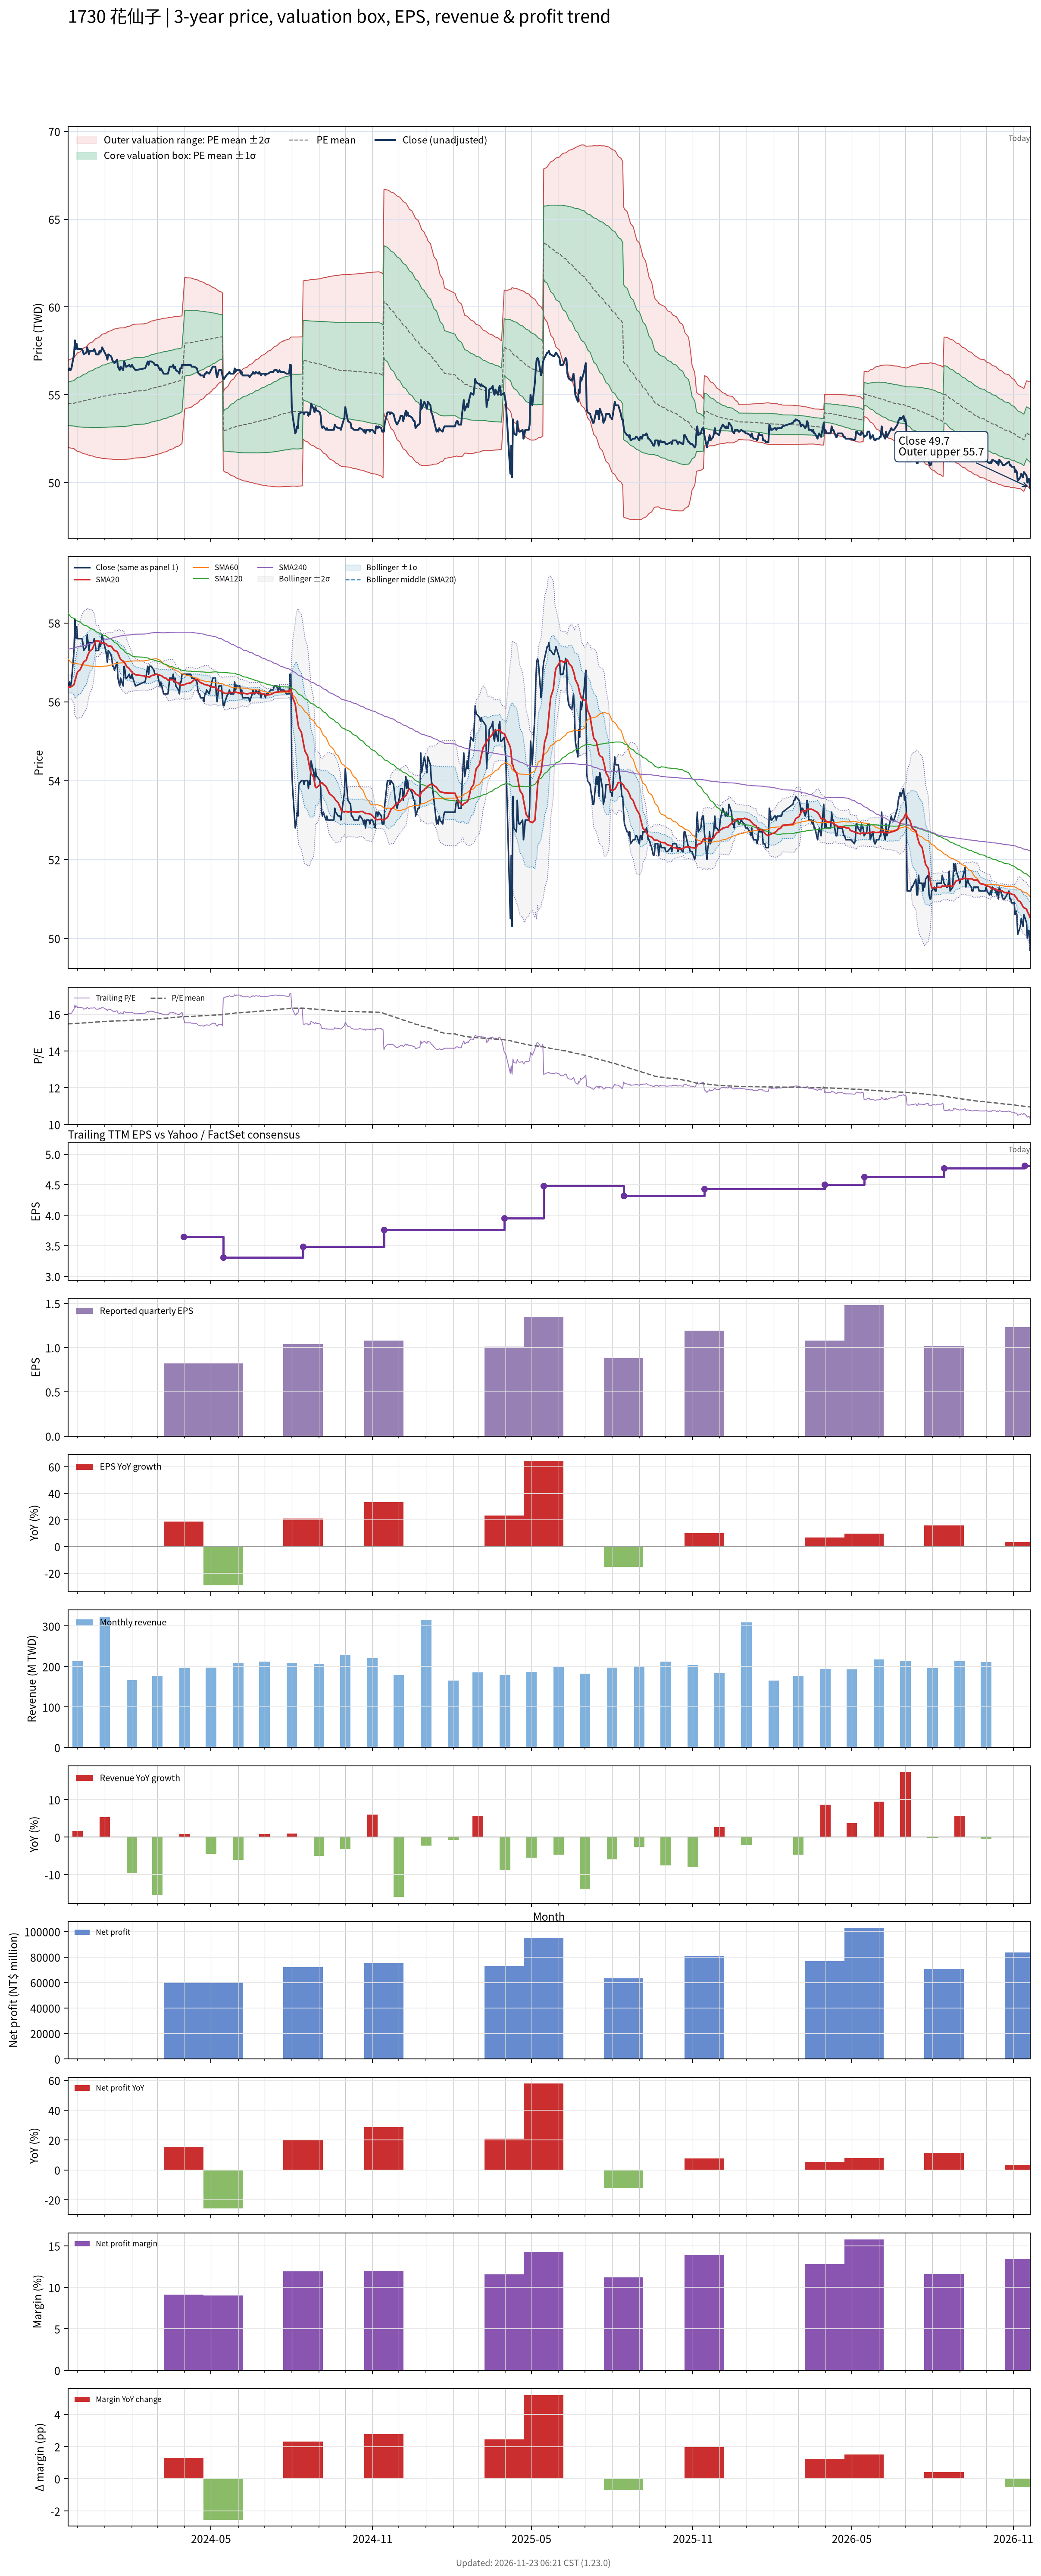 1730 花仙子 | 3-year price, valuation box, EPS, revenue & profit trend
Outer valuation range: PE mean ±2σ
Core valuation box: PE mean ±1σ
PE mean
Close (unadjusted)
Today
70
65
60
55
50
Price (TWD)
Close 49.7
Outer upper 55.7
Close (same as panel 1)
SMA20
SMA60
SMA120
SMA240
Bollinger ±2σ
Bollinger ±1σ
Bollinger middle (SMA20)
58
56
54
52
50
Price
Trailing P/E
P/E mean
16
14
12
10
P/E
Trailing TTM EPS vs Yahoo / FactSet consensus
Today
5.0
4.5
4.0
3.5
3.0
EPS
Reported quarterly EPS
1.5
1.0
0.5
0.0
EPS
EPS YoY growth
60
40
20
0
-20
YoY (%)
Monthly revenue
300
200
100
0
Revenue (M TWD)
Revenue YoY growth
10
0
-10
YoY (%)
Month
Net profit
100000
80000
60000
40000
20000
0
Net profit (NT$ million)
Net profit YoY
60
40
20
0
-20
YoY (%)
Net profit margin
15
10
5
0
Margin (%)
Margin YoY change
4
2
0
-2
Δ margin (pp)
2024-05
2024-11
2025-05
2025-11
2026-05
2026-11
Updated: 2026-11-23 06:21 CST (1.23.0)